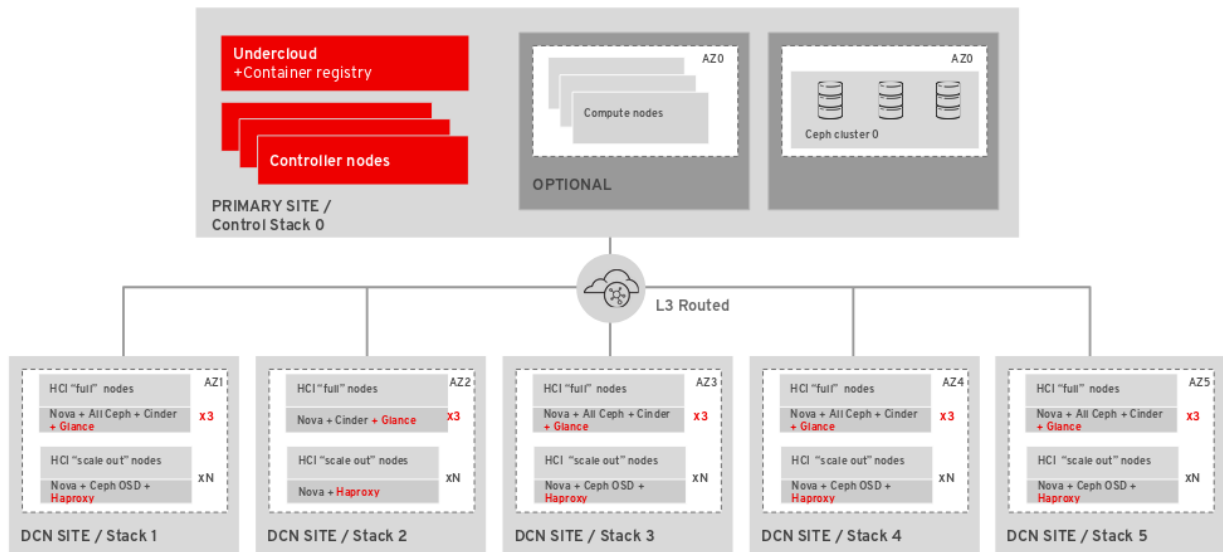 Undercloud
+Container registry
Controller nodes
PRIMARY SITE /
Control Stack 0
AZ0
Compute nodes
OPTIONAL
AZ0
Ceph cluster 0
L3 Routed
AZ1
HCI “full” nodes
Nova + All Ceph + Cinder
+ Glance
x3
HCI “scale out” nodes
xN
Nova + Ceph OSD +
Haproxy
DCN SITE / Stack 1
AZ2
HCI “full” nodes
Nova + Cinder + Glance
x3
HCI “scale out” nodes
xN
Nova + Haproxy
DCN SITE / Stack 2
AZ3
HCI “full” nodes
Nova + All Ceph + Cinder
+ Glance
x3
HCI “scale out” nodes
xN
Nova + Ceph OSD +
Haproxy
DCN SITE / Stack 3
AZ4
HCI “full” nodes
Nova + All Ceph + Cinder
+ Glance
x3
HCI “scale out” nodes
xN
Nova + Ceph OSD +
Haproxy
DCN SITE / Stack 4
AZ5
HCI “full” nodes
Nova + All Ceph + Cinder
+ Glance
x3
HCI “scale out” nodes
xN
Nova + Ceph OSD +
Haproxy
DCN SITE / Stack 5